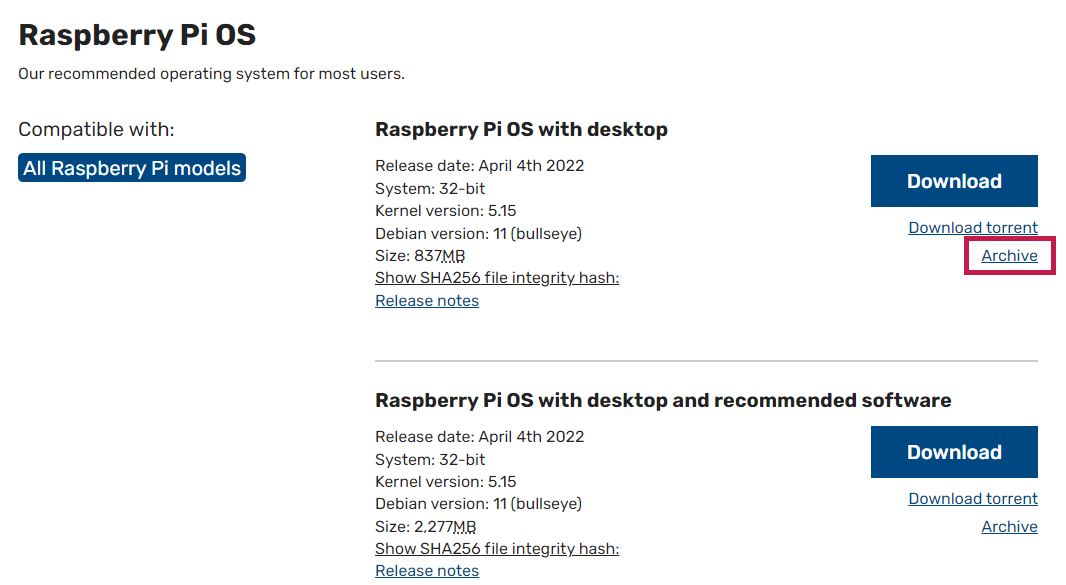 Raspberry Pi OS
Our recommended operating system for most users.
Compatible with:
All Raspberry Pi models
Raspberry Pi OS with desktop
Release date: April 4th 2022
System: 32-bit
Kernel version: 5.15
Debian version: 11 (bullseye)
Size: 837MB
Show SHA256 file integrity hash:
Release notes
Download
Download torrent
Archive
Raspberry Pi OS with desktop and recommended software
Release date: April 4th 2022
System: 32-bit
Kernel version: 5.15
Debian version: 11 (bullseye)
Size: 2,277MB
Show SHA256 file integrity hash:
Release notes
Download
Download torrent
Archive